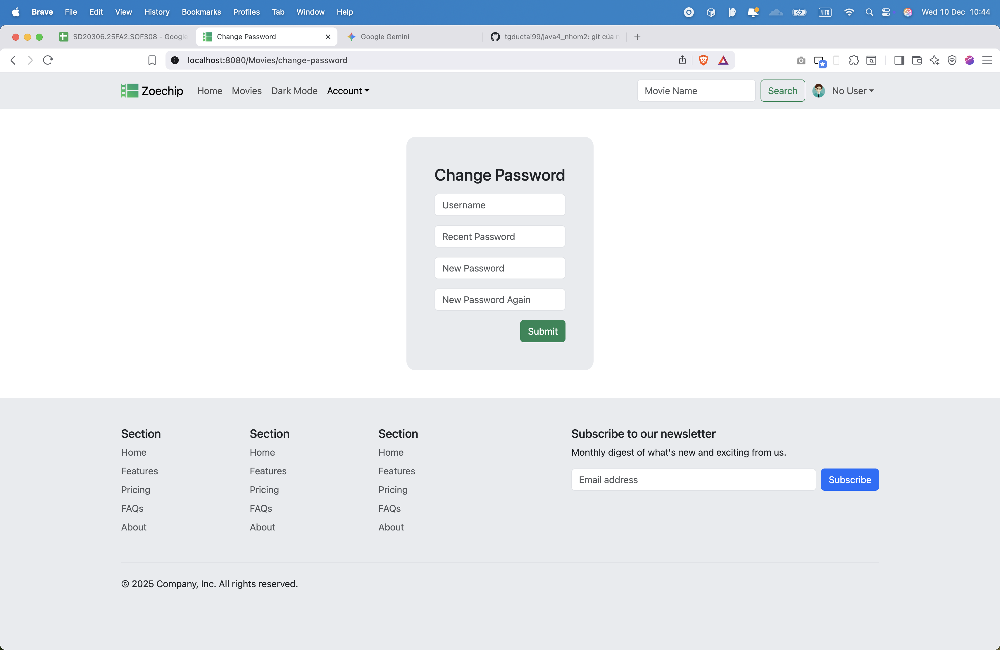 Brave File Edit View History Bookmarks Profiles Tab Window Help VITX Wed 10 Dec 10:44
SD20306.25FA2.SOF308 - Google Change Password Google Gemini tgductai99/java4_nhom2: git của
localhost:8080/Movies/change-password
Zoechip Home Movies Dark Mode Account Movie Name Search No User
Change Password
Username
Recent Password
New Password
New Password Again
Submit
Section Section Section Subscribe to our newsletter
Home Home Home Monthly digest of what's new and exciting from us.
Features Features Features
Email address Subscribe
Pricing Pricing Pricing
FAQs FAQs FAQs
About About About
© 2025 Company, Inc. All rights reserved.